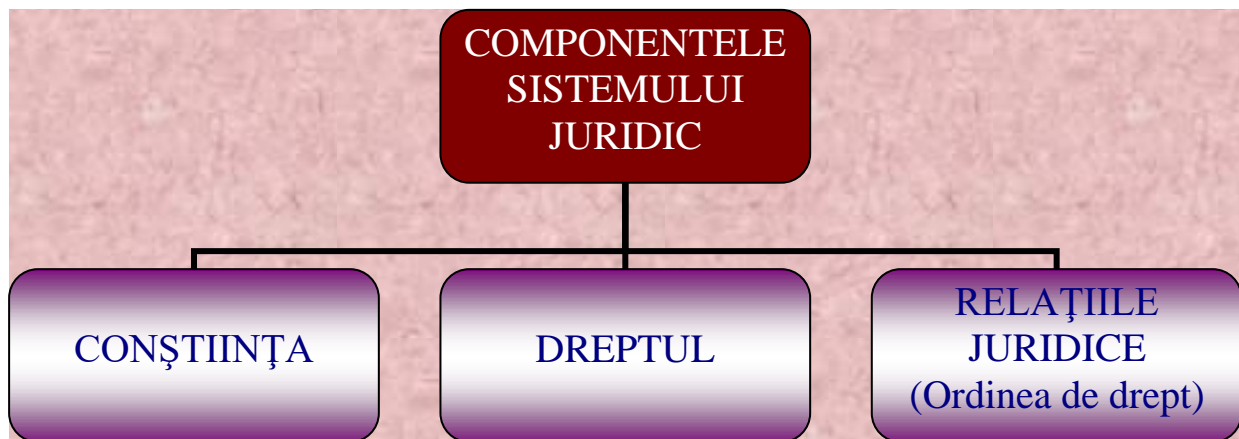 COMPONENTELE
SISTEMULUI
JURIDIC
CONŞTIINŢA
DREPTUL
RELAŢIILE
JURIDICE
(Ordinea de drept)